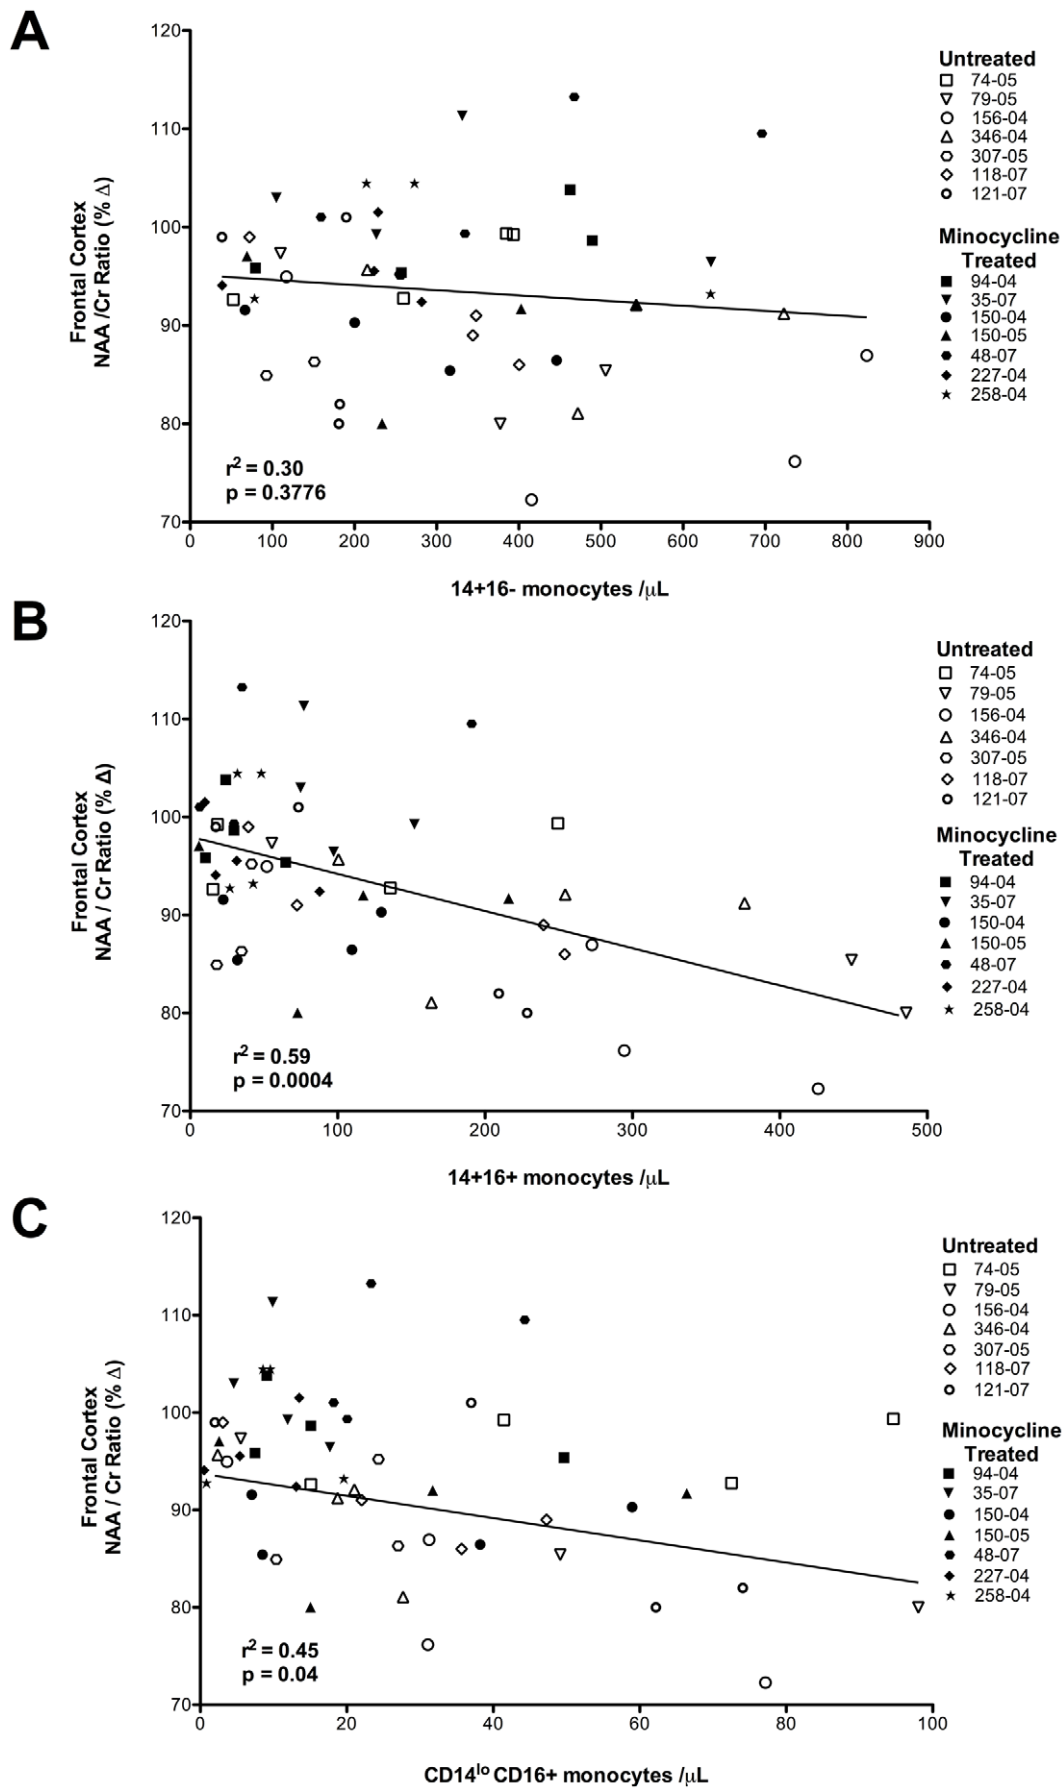 A
120
110
100
90
80
70
Frontal Cortex
NAA /Cr Ratio (% Δ)
r² = 0.30
p = 0.3776
0 100 200 300 400 500 600 700 800 900
14+16- monocytes /μL
Untreated
74-05
79-05
156-04
346-04
307-05
118-07
121-07
Minocycline
Treated
94-04
35-07
150-04
150-05
48-07
227-04
258-04
B
120
110
100
90
80
70
Frontal Cortex
NAA / Cr Ratio (% Δ)
r² = 0.59
p = 0.0004
0 100 200 300 400 500
14+16+ monocytes /μL
Untreated
74-05
79-05
156-04
346-04
307-05
118-07
121-07
Minocycline
Treated
94-04
35-07
150-04
150-05
48-07
227-04
258-04
C
120
110
100
90
80
70
Frontal Cortex
NAA / Cr Ratio (% Δ)
r² = 0.45
p = 0.04
0 20 40 60 80 100
CD14ˡᵒ CD16+ monocytes /μL
Untreated
74-05
79-05
156-04
346-04
307-05
118-07
121-07
Minocycline
Treated
94-04
35-07
150-04
150-05
48-07
227-04
258-04